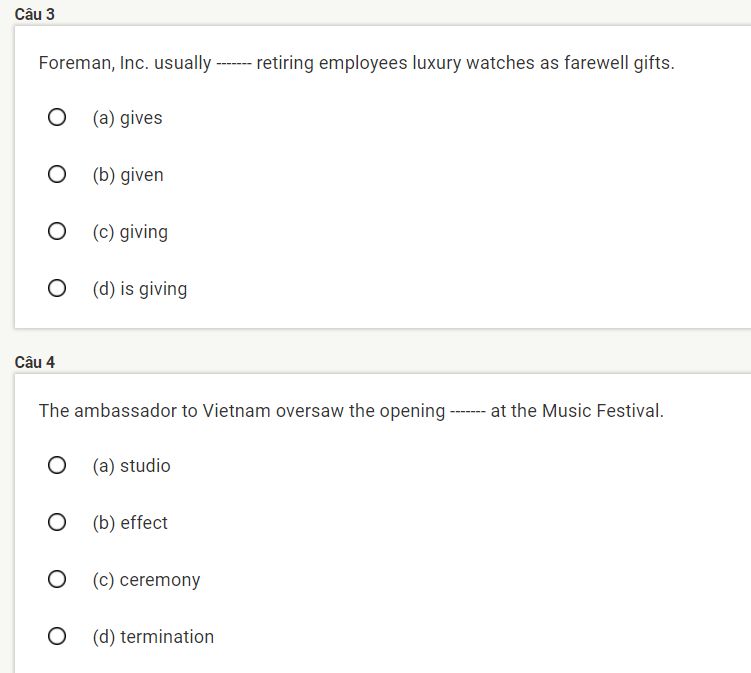 Câu 3
Foreman, Inc. usually ------- retiring employees luxury watches as farewell gifts.
(a) gives
(b) given
(c) giving
(d) is giving
Câu 4
The ambassador to Vietnam oversaw the opening ------- at the Music Festival.
(a) studio
(b) effect
(c) ceremony
(d) termination